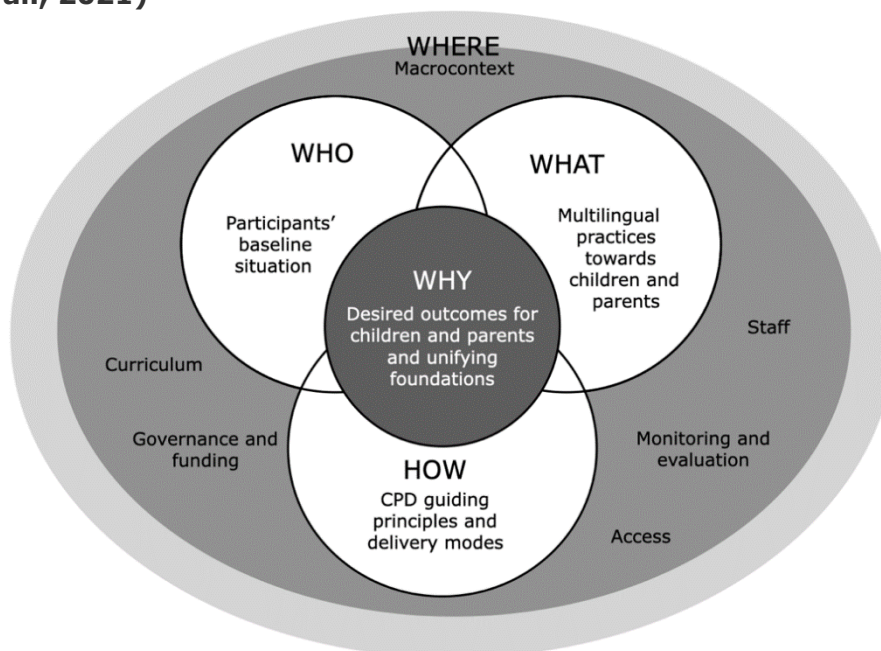 2021)
WHERE
Macrocontext
WHO
Participants’
baseline
situation
WHAT
Multilingual
practices
towards
children and
parents
WHY
Desired outcomes for
children and parents
and unifying
foundations
Staff
Curriculum
Governance and
funding
Monitoring and
evaluation
HOW
CPD guiding
principles and
delivery modes
Access